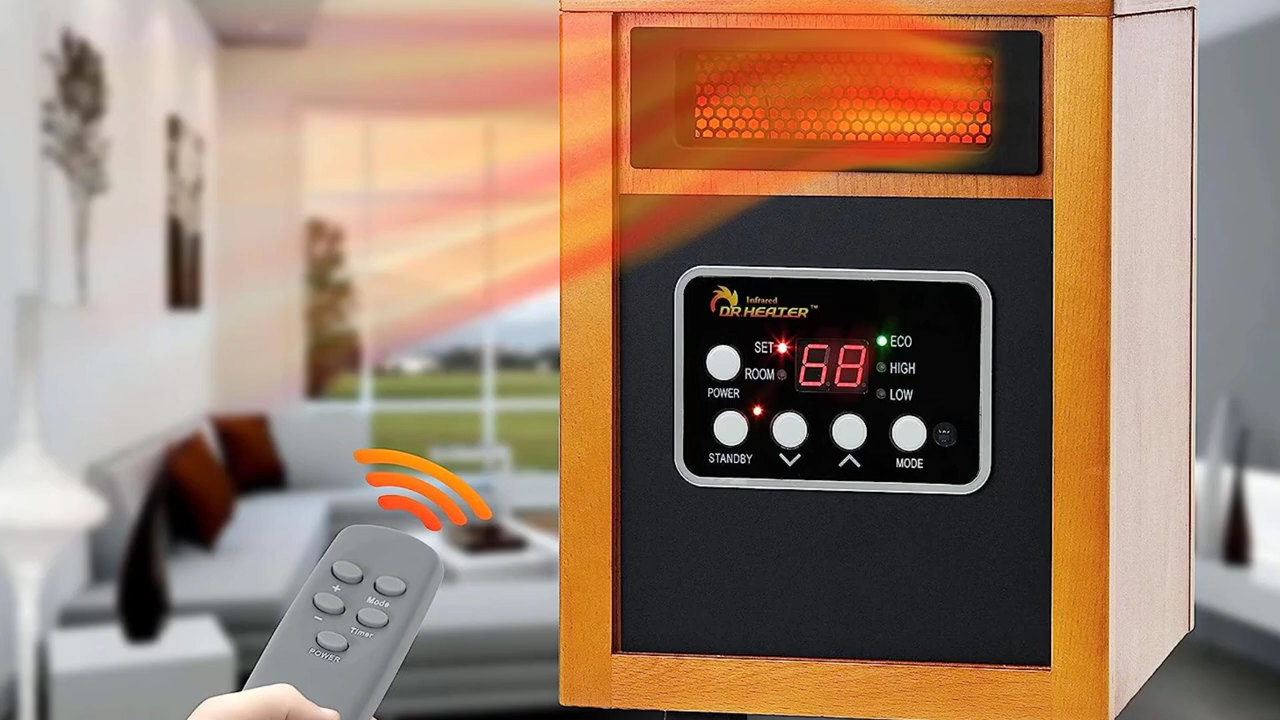 Infrared
DR. HEATER™
SET
ROOM
88
ECO
HIGH
LOW
POWER
STANDBY
MODE
+
Mode
−
Timer
POWER